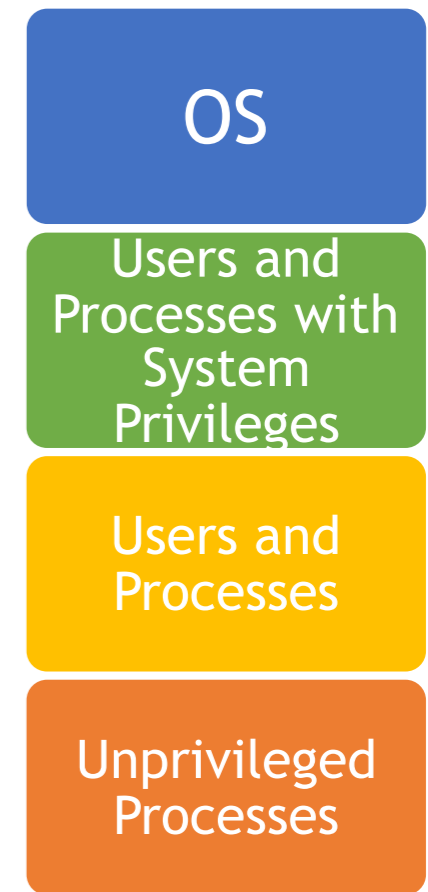 OS
Users and
Processes with
System
Privileges
Users and
Processes
Unprivileged
Processes